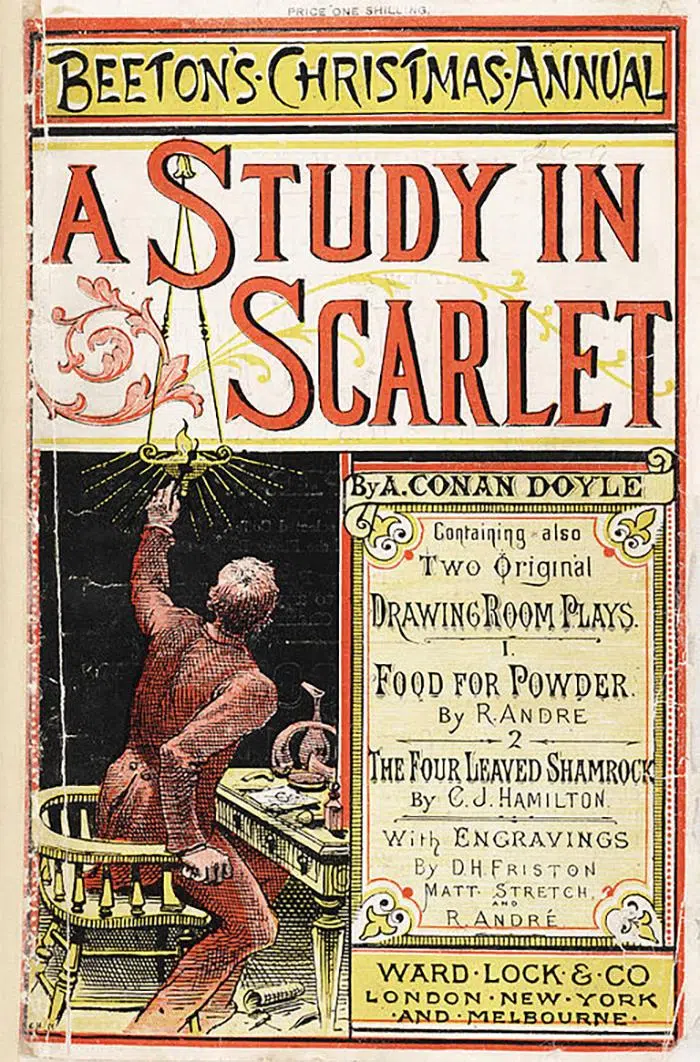 PRICE ONE SHILLING.
BEETON'S·CHRISTMAS·ANNUAL
A STUDY IN
SCARLET
By A. CONAN DOYLE
Containing also
Two Original
DRAWING ROOM PLAYS.
1.
FOOD FOR POWDER.
By R. ANDRE
2
THE FOUR LEAVED SHAMROCK
By C. J. HAMILTON.
With ENGRAVINGS
By D. H. FRISTON
MATT. STRETCH,
AND
R. ANDRÉ
WARD·LOCK·&·CO
LONDON·NEW·YORK
·AND·MELBOURNE·